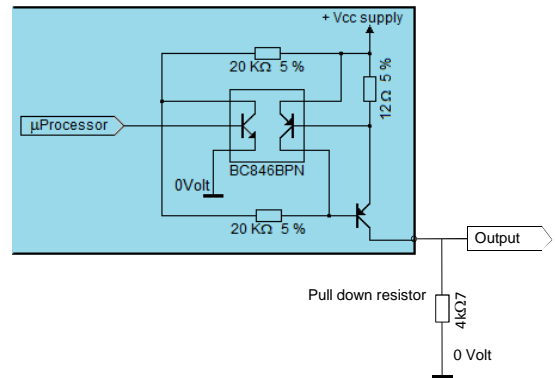 + Vcc supply
20 KΩ 5 %
12Ω 5 %
µProcessor
BC846BPN
0Volt
20 KΩ 5 %
Output
Pull down resistor
4kΩ7
0 Volt